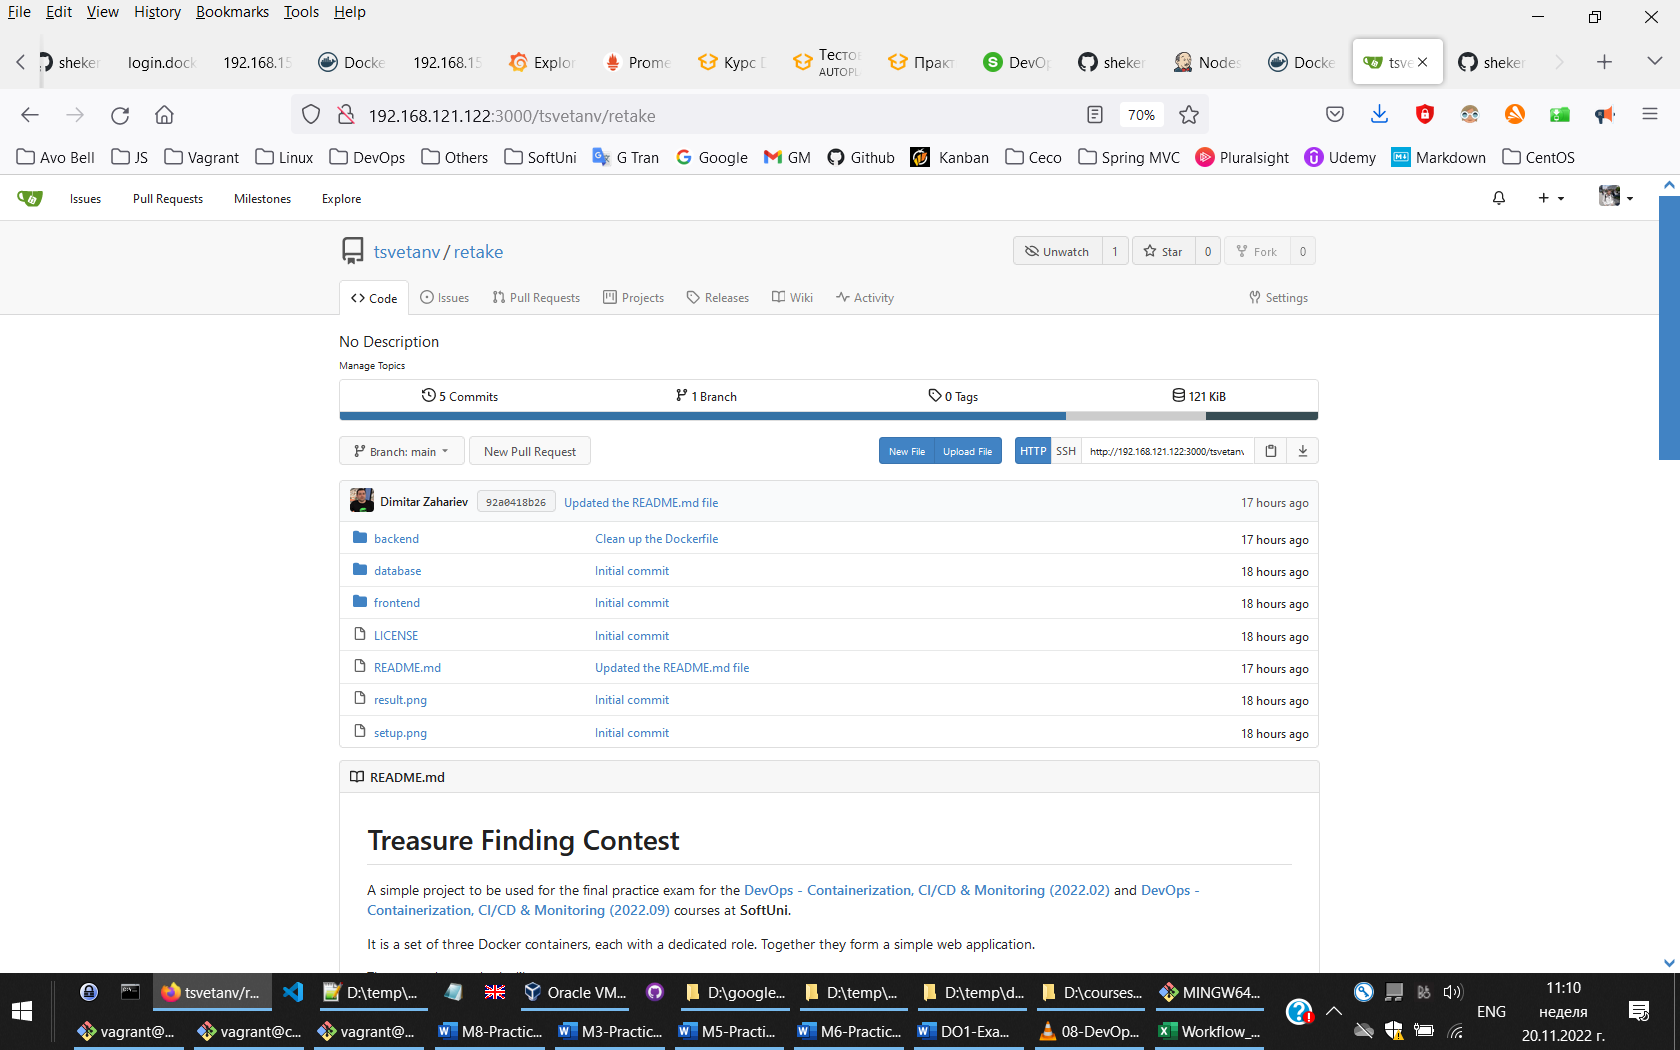 File Edit View History Bookmarks Tools Help
sheker login.dock 192.168.15 Docke 192.168.15 Explor Prome Курс D Тестов AUTOPL Практ DevOp sheker Nodes Docke tsve sheker
192.168.121.122:3000/tsvetanv/retake 70%
Avo Bell JS Vagrant Linux DevOps Others SoftUni G Tran Google GM Github Kanban Ceco Spring MVC Pluralsight Udemy Markdown CentOS
Issues Pull Requests Milestones Explore
tsvetanv / retake Unwatch 1 Star 0 Fork 0
Code Issues Pull Requests Projects Releases Wiki Activity Settings
No Description
Manage Topics
5 Commits 1 Branch 0 Tags 121 KiB
Branch: main New Pull Request New File Upload File HTTP SSH http://192.168.121.122:3000/tsvetanv
Dimitar Zahariev 92a0418b26 Updated the README.md file 17 hours ago
backend Clean up the Dockerfile 17 hours ago
database Initial commit 18 hours ago
frontend Initial commit 18 hours ago
LICENSE Initial commit 18 hours ago
README.md Updated the README.md file 17 hours ago
result.png Initial commit 18 hours ago
setup.png Initial commit 18 hours ago
README.md
Treasure Finding Contest
A simple project to be used for the final practice exam for the DevOps - Containerization, CI/CD & Monitoring (2022.02) and DevOps -
Containerization, CI/CD & Monitoring (2022.09) courses at SoftUni.
It is a set of three Docker containers, each with a dedicated role. Together they form a simple web application.
tsvetanv/r... D:\temp\... Oracle VM... D:\google... D:\temp\... D:\temp\d... D:\courses... MINGW64... ENG 11:10
vagrant@... vagrant@c... vagrant@... M8-Practic... M3-Practic... M5-Practi... M6-Practic... DO1-Exa... 08-DevOp... Workflow_... неделя
20.11.2022 г.